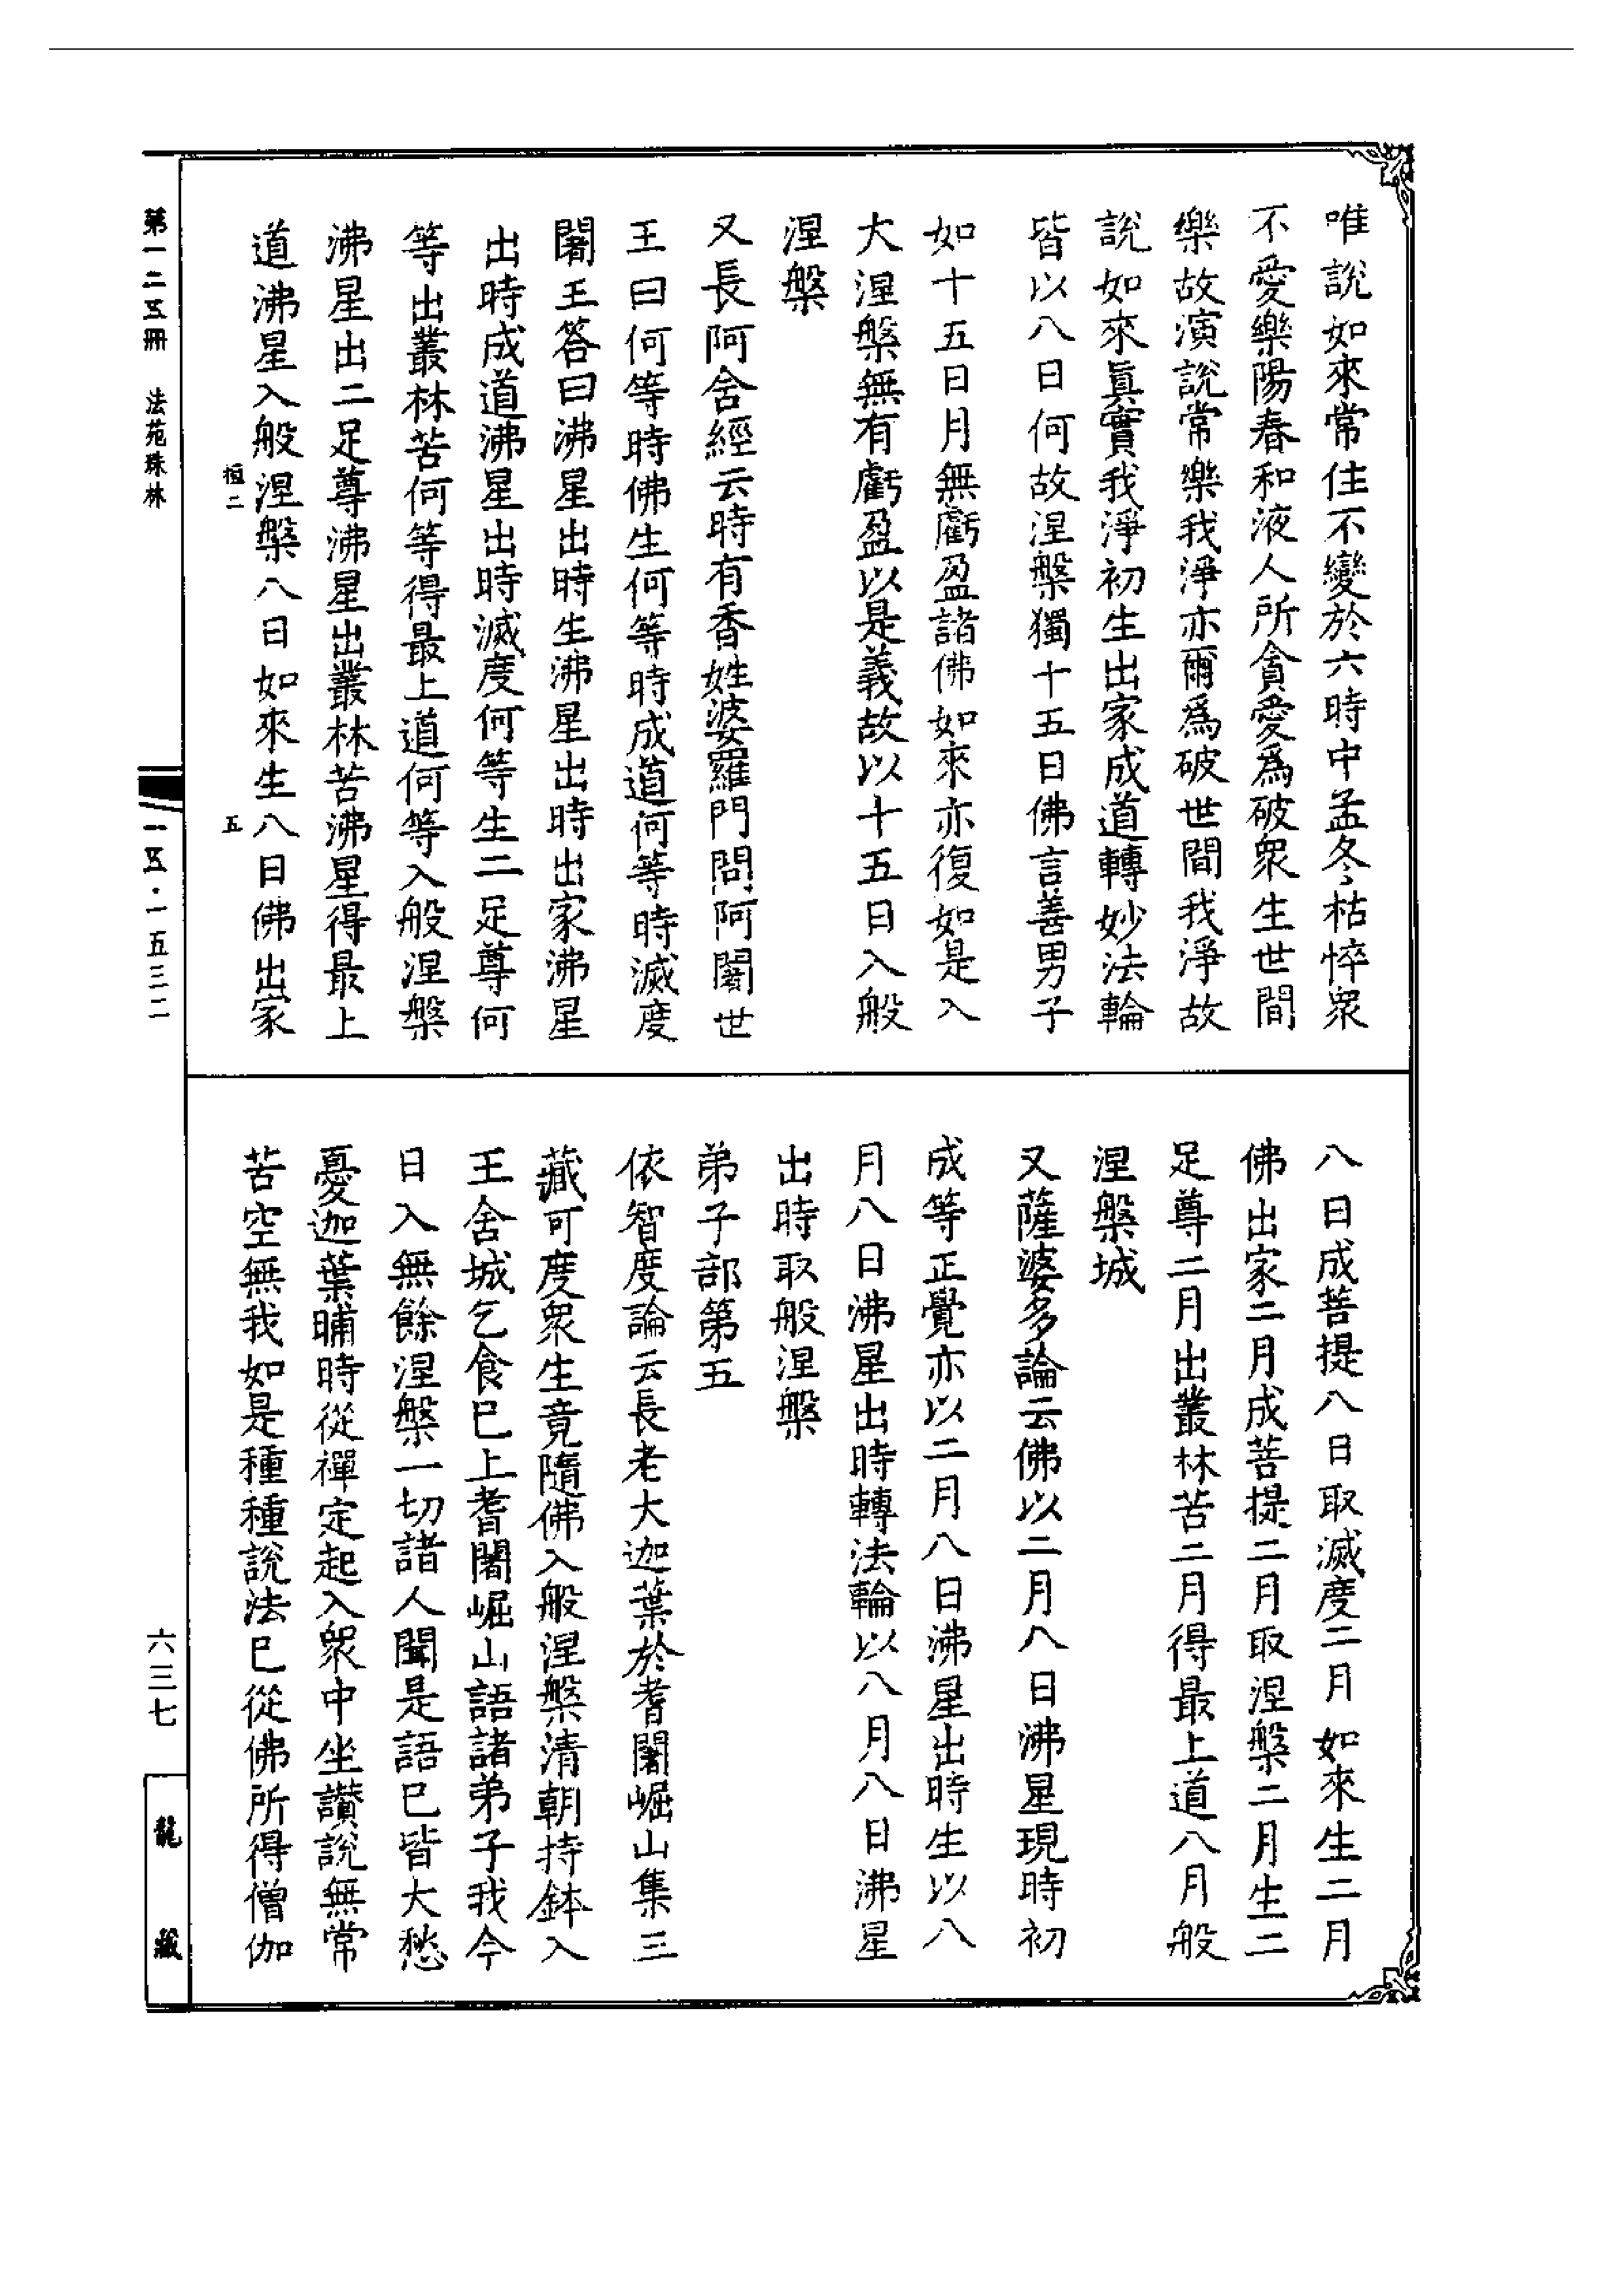 唯說如來常住不變於六時中孟冬枯悴衆
不愛樂陽春和液人所貪愛爲破衆生世間
樂故演說常樂我淨亦爾爲破世間我淨故
說如來眞實我淨初生出家成道轉妙法輪
皆以八日何故涅槃獨十五日佛言善男子
如十五日月無虧盈諸佛如來亦復如是入
大涅槃無有虧盈以是義故以十五日入般
涅槃
又長阿舍經云時有香姓婆羅門問阿闍世
王曰何等時佛生何等時成道何等時滅度
闍王答曰沸星出時生沸星出時出家沸星
出時成道沸星出時滅度何等生二足尊何
等出叢林苦何等得最上道何等入般涅槃
沸星出二足尊沸星出叢林苦沸星得最上
道沸星入般涅槃八日如來生八日佛出家
八日成菩提八日取滅度二月如來生二月
佛出家二月成菩提二月取涅槃二月生二
足尊二月出叢林苦二月得最上道八月般
涅槃城
又薩婆多論云佛以二月八日沸星現時初
成等正覺亦以二月八日沸星出時生以八
月八日沸星出時轉法輪以八月八日沸星
出時取般涅槃
弟子部第五
依智度論云長老大迦葉於耆闍崛山集三
藏可度衆生竟隨佛入般涅槃清朝持鉢入
王舍城乞食已上耆闍崛山語諸弟子我今
日入無餘涅槃一切諸人聞是語已皆大愁
憂迦葉晡時從禪定起入衆中坐讃說無常
苦空無我如是種種說法已從佛所得僧伽
桓二
五
第一二五冊 法苑珠林
一五·一五三二
六三七
龍藏